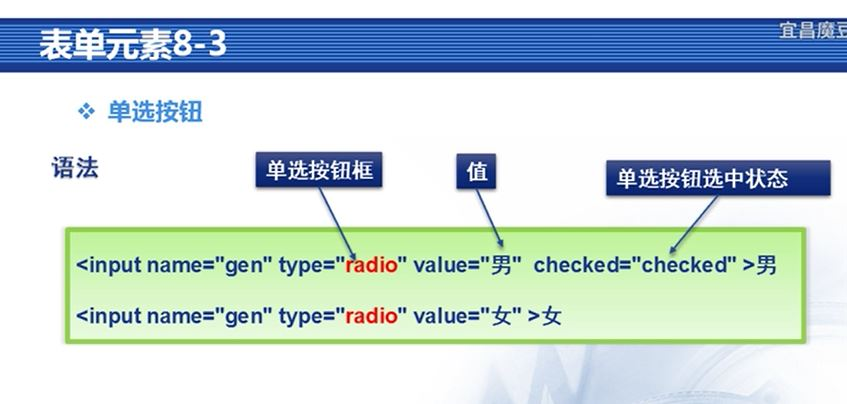 宜昌魔豆
表单元素8-3
单选按钮
语法
单选按钮框
值
单选按钮选中状态
<input name="gen" type="radio" value="男"  checked="checked" >男
<input name="gen" type="radio" value="女" >女